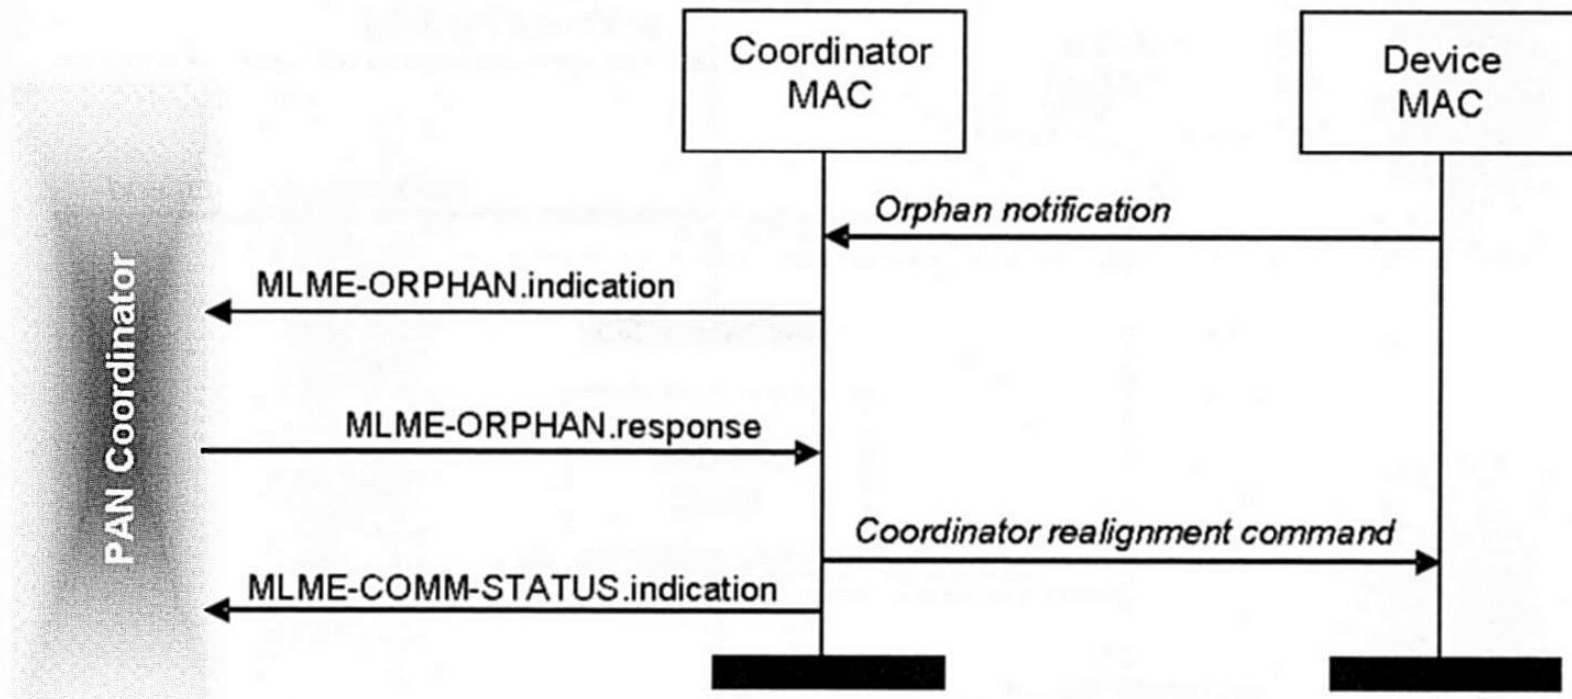 Coordinator
MAC
Device
MAC
Orphan notification
MLME-ORPHAN.indication
PAN Coordinator
MLME-ORPHAN.response
Coordinator realignment command
MLME-COMM-STATUS.indication